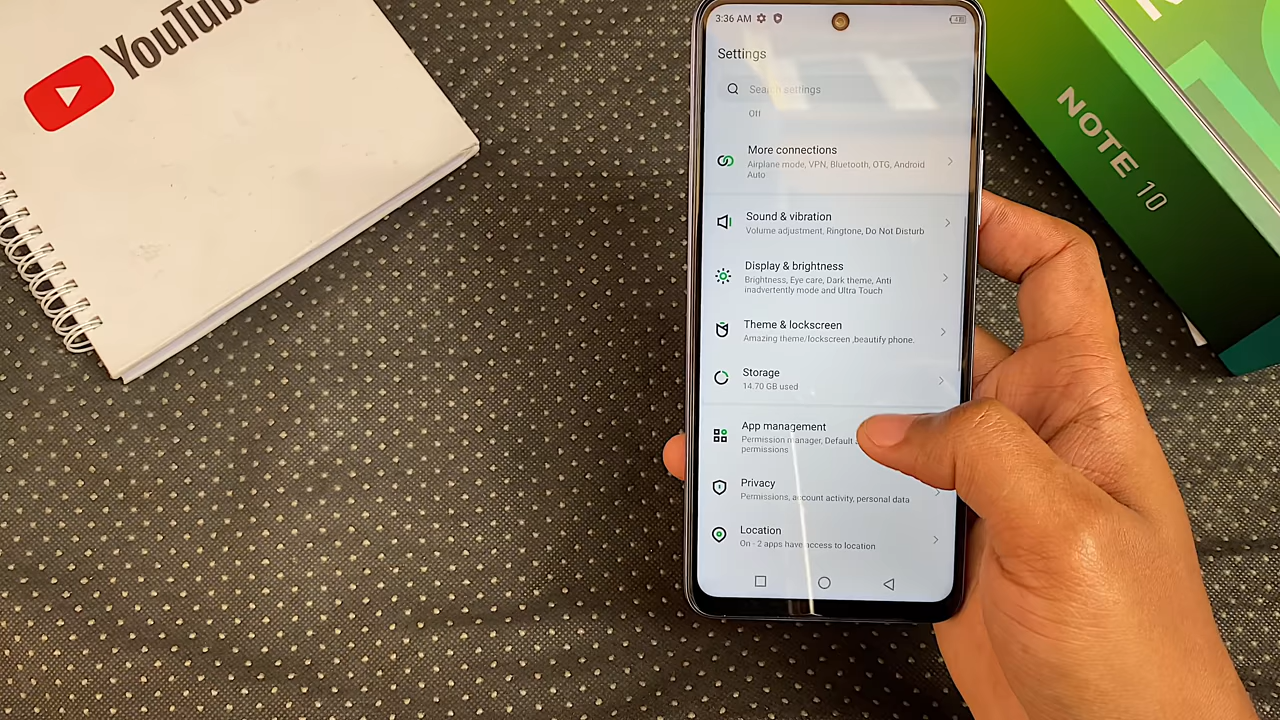 YouTube
3:36 AM
Settings
Search settings
Off
More connections
Airplane mode, VPN, Bluetooth, OTG, Android
Auto
Sound & vibration
Volume adjustment, Ringtone, Do Not Disturb
Display & brightness
Brightness, Eye care, Dark theme, Anti
inadvertently mode and Ultra Touch
Theme & lockscreen
Amazing theme/lockscreen ,beautify phone.
Storage
14.70 GB used
App management
Permission manager, Default
permissions
Privacy
Permissions, account activity, personal data
Location
On - 2 apps have access to location
NOTE 10